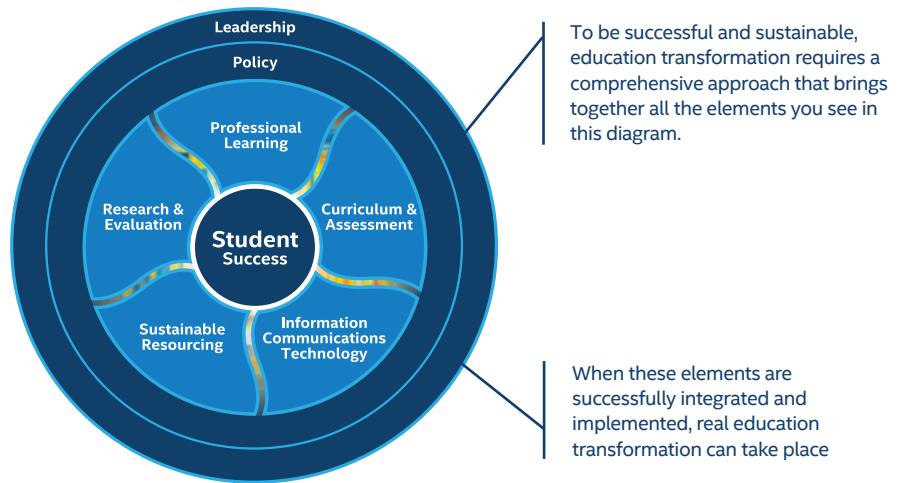 Leadership
Policy
Professional
Learning
Research &
Evaluation
Curriculum &
Assessment
Student
Success
Sustainable
Resourcing
Information
Communications
Technology
To be successful and sustainable,
education transformation requires a
comprehensive approach that brings
together all the elements you see in
this diagram.
When these elements are
successfully integrated and
implemented, real education
transformation can take place